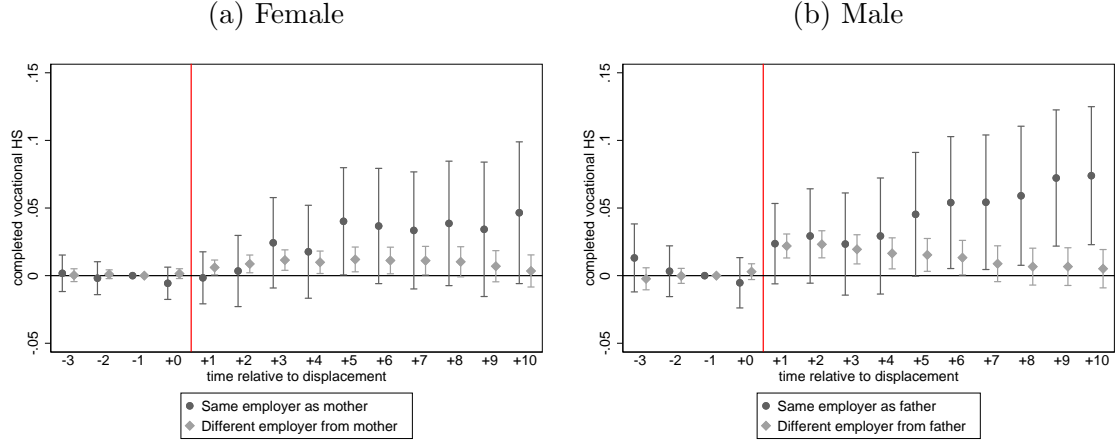 (a) Female
completed vocational HS
.15
.1
.05
0
-.05
-3 -2 -1 +0 +1 +2 +3 +4 +5 +6 +7 +8 +9 +10
time relative to displacement
Same employer as mother
Different employer from mother
(b) Male
completed vocational HS
.15
.1
.05
0
-.05
-3 -2 -1 +0 +1 +2 +3 +4 +5 +6 +7 +8 +9 +10
time relative to displacement
Same employer as father
Different employer from father